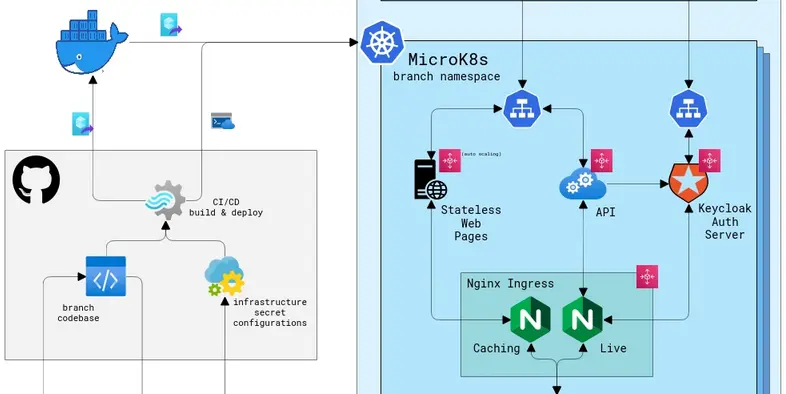 MicroK8s
branch namespace
(auto scaling)
CI/CD
build & deploy
Stateless
Web
Pages
API
Keycloak
Auth
Server
branch
codebase
infrastructure
secret
configurations
Nginx Ingress
N
N
Caching
Live